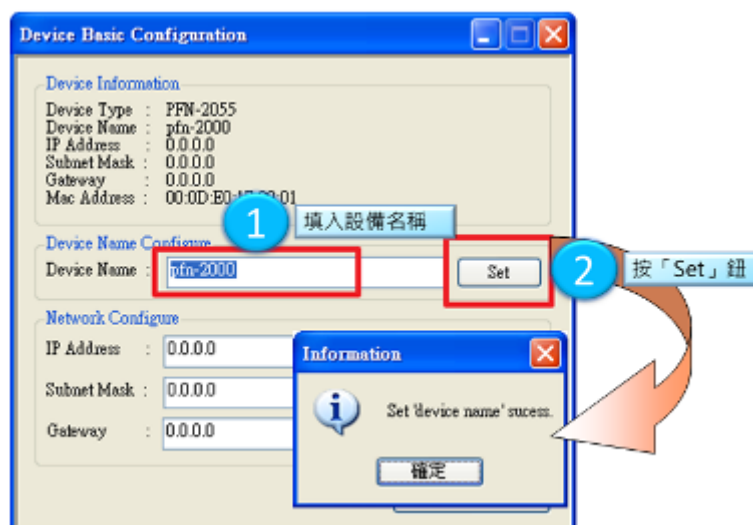 Device Basic Configuration
Device Information
Device Type : PFN-2055
Device Name : pfn-2000
IP Address : 0.0.0.0
Subnet Mask : 0.0.0.0
Gateway : 0.0.0.0
Mac Address : 00:0D:E0:
1
填入設備名稱
Device Name Configure
Device Name : pfn-2000
Set
2
按「Set」鈕
Network Configure
IP Address : 0.0.0.0
Subnet Mask : 0.0.0.0
Gateway : 0.0.0.0
Information
Set 'device name' sucess.
確定